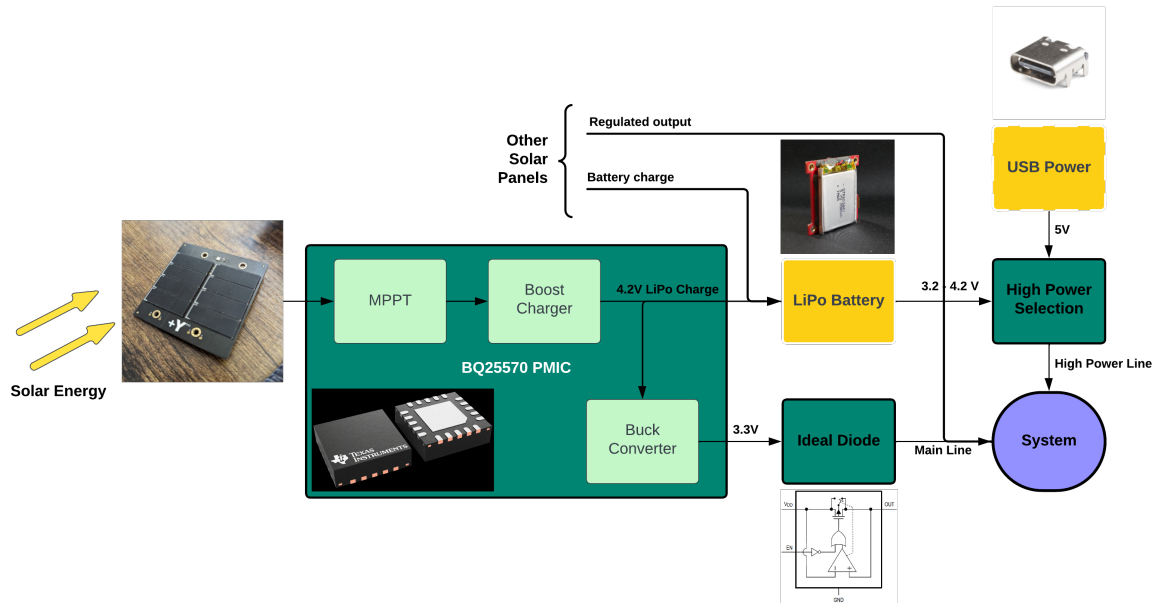 Regulated output
Other
Solar
Panels
Battery charge
USB Power
5V
MPPT
Boost
Charger
4.2V LiPo Charge
LiPo Battery
3.2 - 4.2 V
High Power
Selection
+Y
Solar Energy
BQ25570 PMIC
High Power Line
TEXAS
INSTRUMENTS
Buck
Converter
3.3V
Ideal Diode
Main Line
System
VDD
OUT
EN
GND